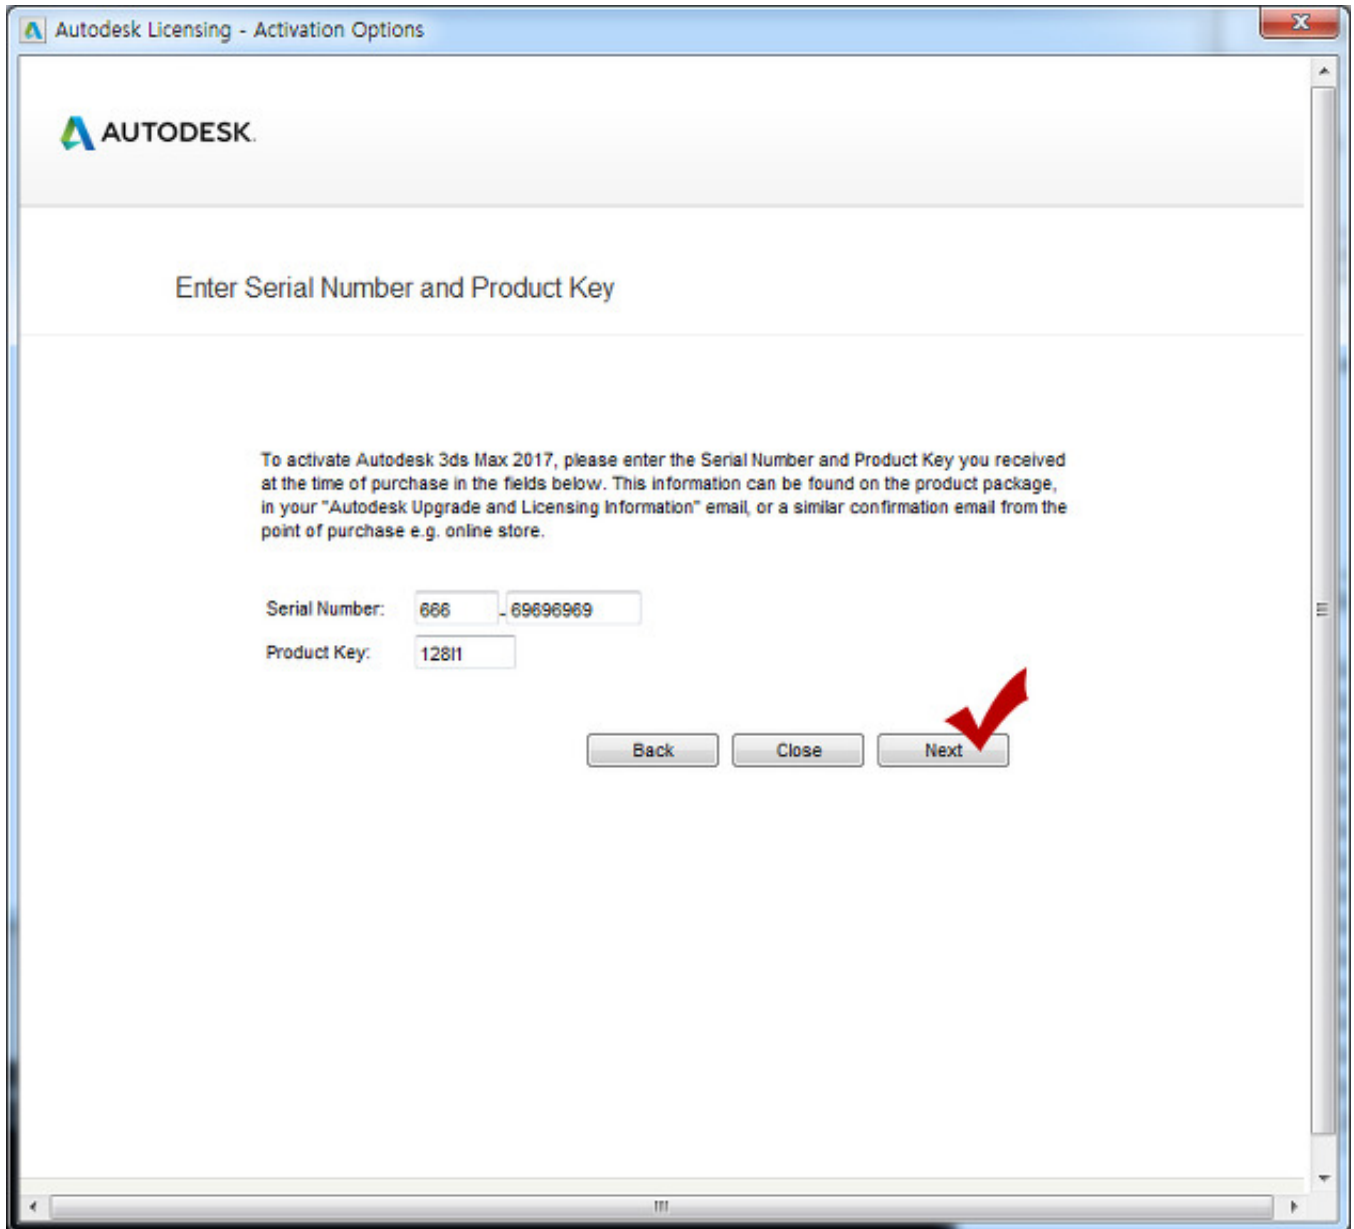 Autodesk Licensing - Activation Options
AUTODESK.
Enter Serial Number and Product Key
To activate Autodesk 3ds Max 2017, please enter the Serial Number and Product Key you received
at the time of purchase in the fields below. This information can be found on the product package,
in your "Autodesk Upgrade and Licensing Information" email, or a similar confirmation email from the
point of purchase e.g. online store.
Serial Number: 666 - 69696969
Product Key: 128I1
Back Close Next